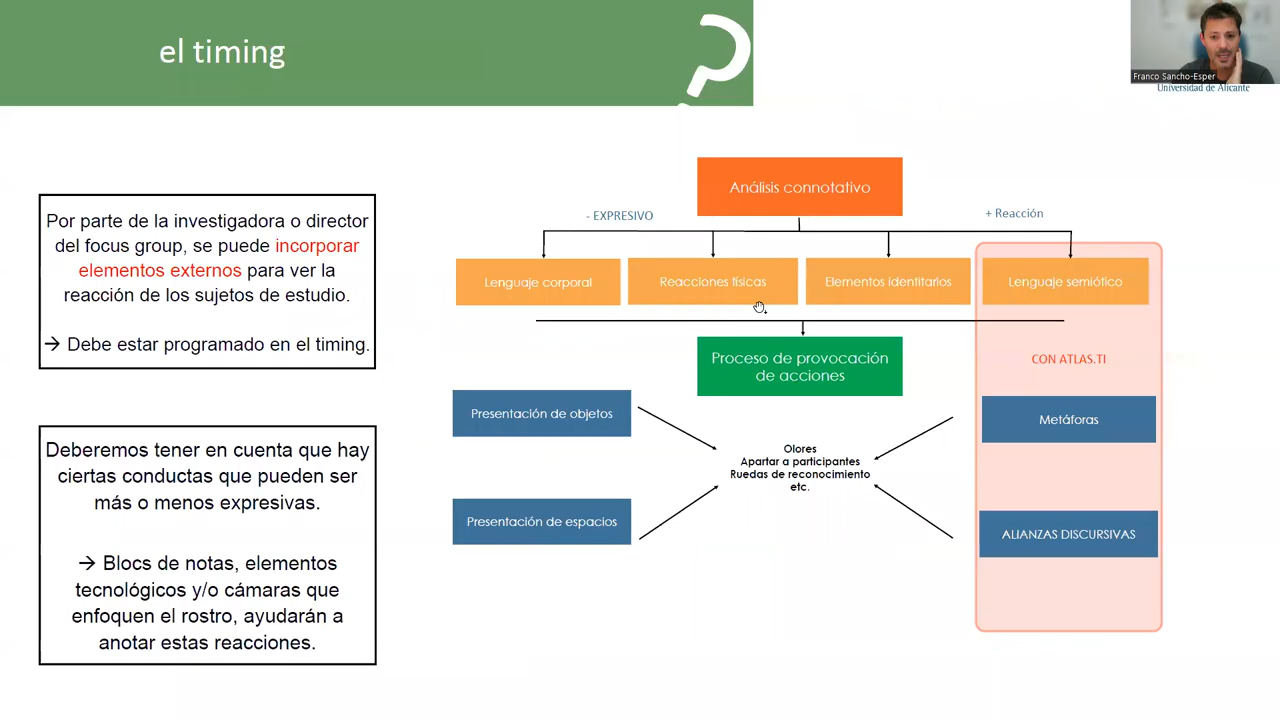 el timing
Franco Sancho-Esper
Universidad de Alicante
Por parte de la investigadora o director
del focus group, se puede incorporar
elementos externos para ver la
reacción de los sujetos de estudio.
→ Debe estar programado en el timing.
Deberemos tener en cuenta que hay
ciertas conductas que pueden ser
más o menos expresivas.
→ Blocs de notas, elementos
tecnológicos y/o cámaras que
enfoquen el rostro, ayudarán a
anotar estas reacciones.
Análisis connotativo
- EXPRESIVO
+ Reacción
Lenguaje corporal
Reacciones físicas
Elementos identitarios
Lenguaje semiótico
Proceso de provocación
de acciones
CON ATLAS.TI
Presentación de objetos
Metáforas
Olores
Apartar a participantes
Ruedas de reconocimiento
etc.
Presentación de espacios
ALIANZAS DISCURSIVAS